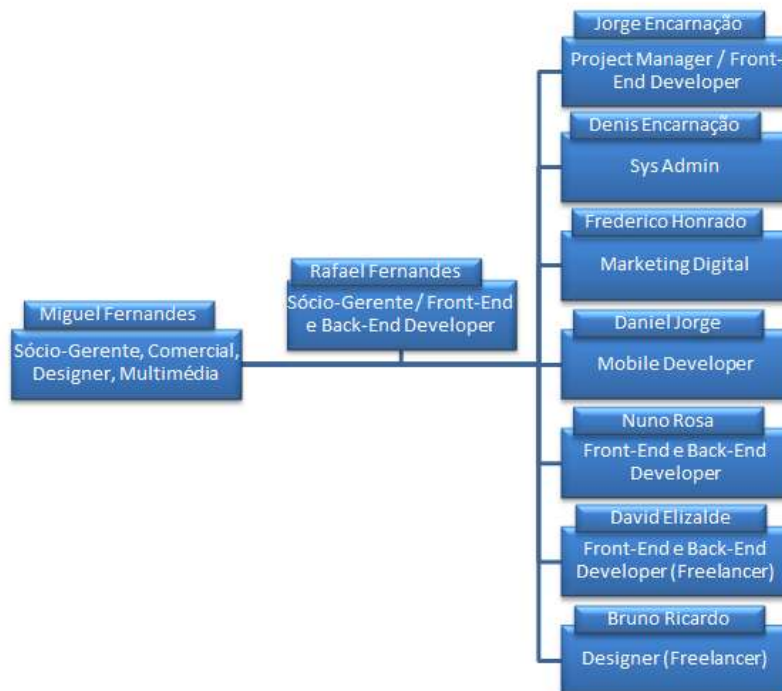 Miguel Fernandes
Sócio-Gerente, Comercial,
Designer, Multimédia
Rafael Fernandes
Sócio-Gerente / Front-End
e Back-End Developer
Jorge Encarnação
Project Manager / Front-
End Developer
Denis Encarnação
Sys Admin
Frederico Honrado
Marketing Digital
Daniel Jorge
Mobile Developer
Nuno Rosa
Front-End e Back-End
Developer
David Elizalde
Front-End e Back-End
Developer (Freelancer)
Bruno Ricardo
Designer (Freelancer)